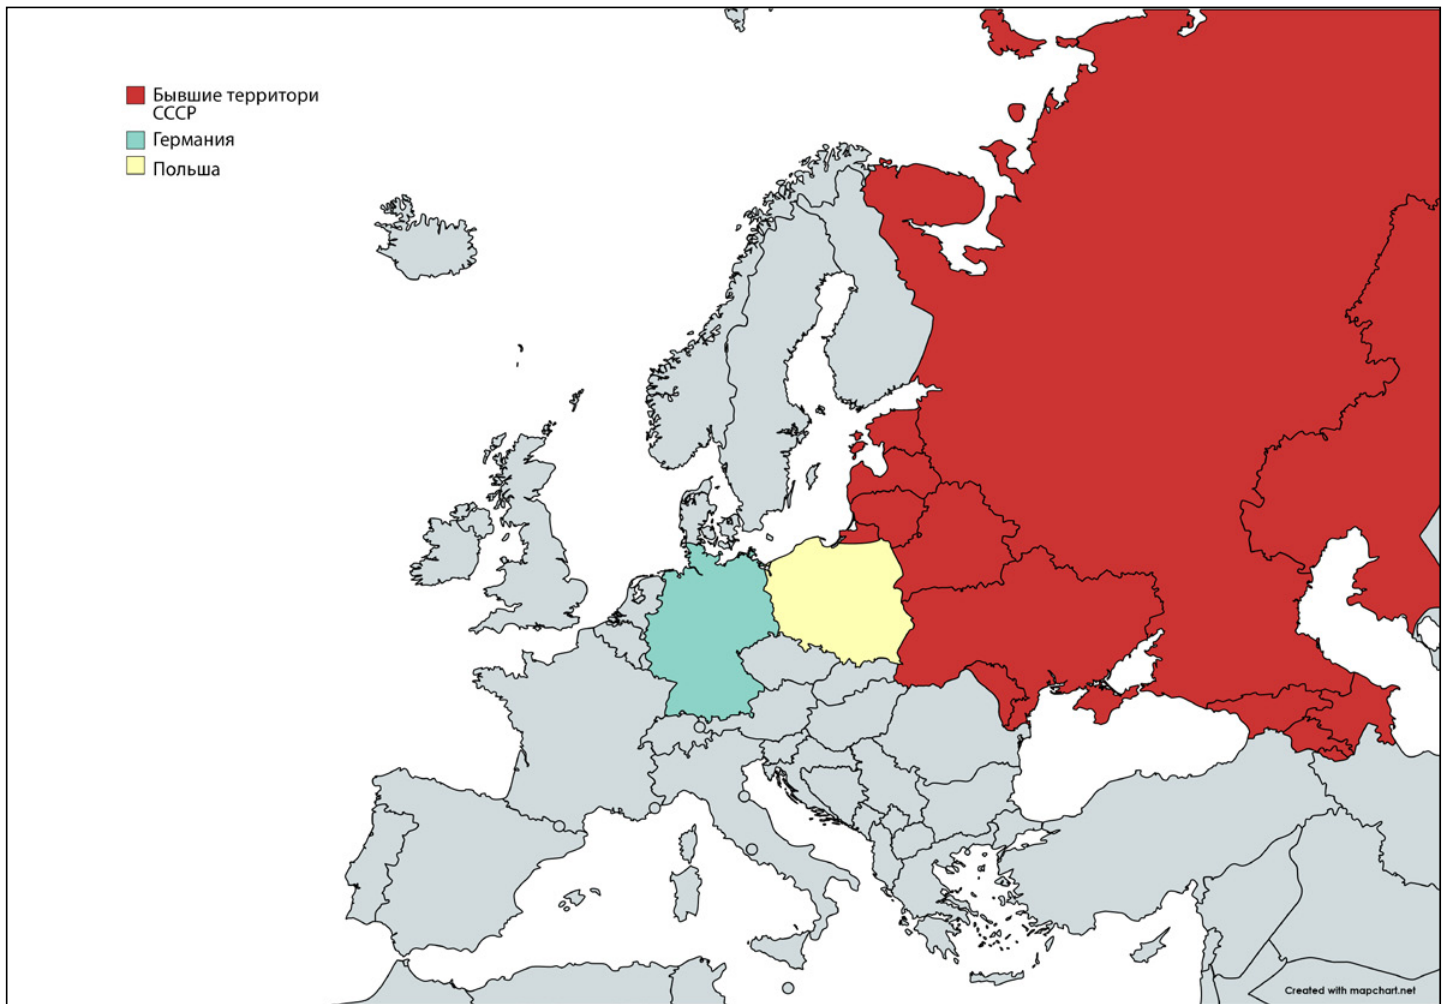 Бывшие территори
СССР
Германия
Польша
Created with mapchart.net